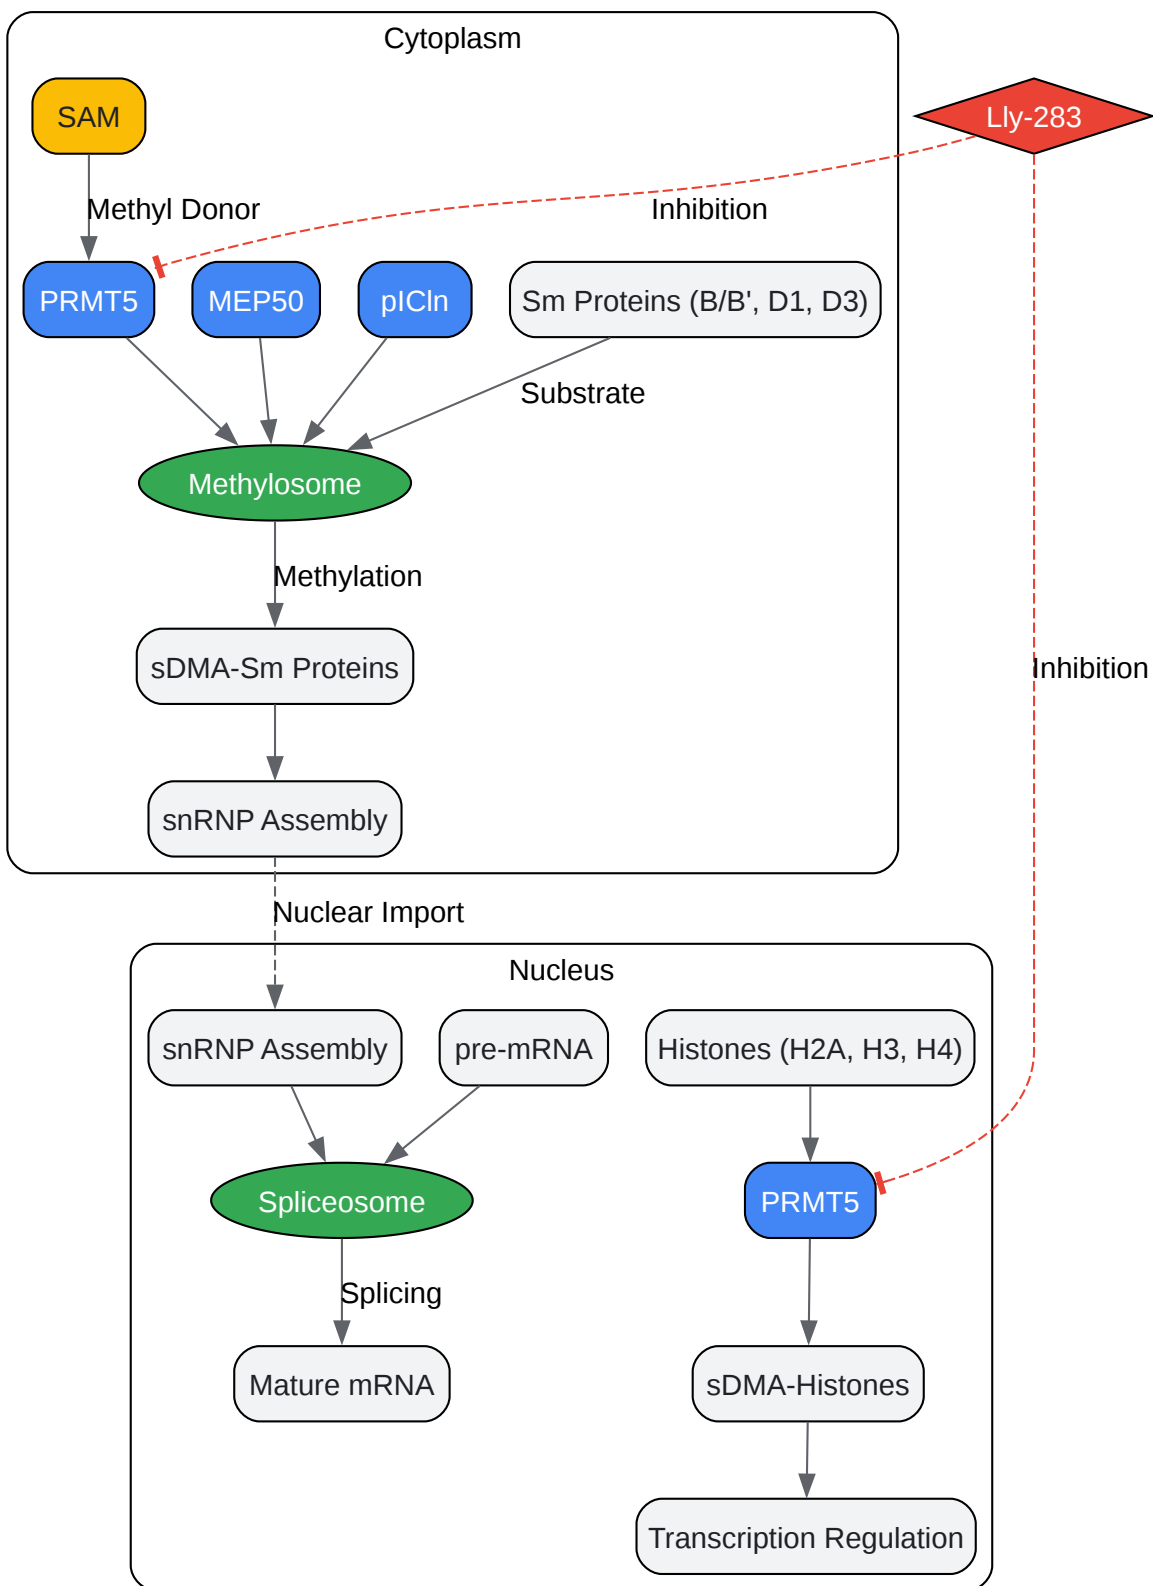 Cytoplasm
SAM
Lly-283
Methyl Donor
Inhibition
PRMT5
MEP50
pICln
Sm Proteins (B/B', D1, D3)
Substrate
Methylosome
Methylation
sDMA-Sm Proteins
Inhibition
snRNP Assembly
Nuclear Import
Nucleus
snRNP Assembly
pre-mRNA
Histones (H2A, H3, H4)
Spliceosome
PRMT5
Splicing
Mature mRNA
sDMA-Histones
Transcription Regulation